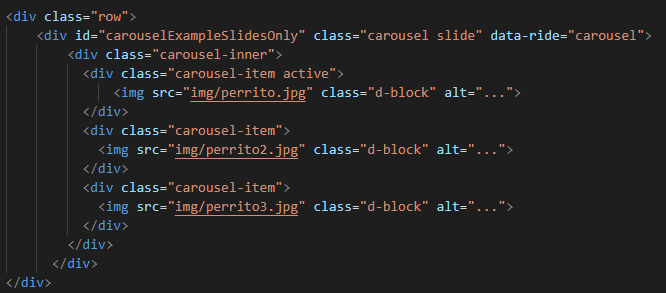 <div class="row">
<div id="carouselExampleSlidesOnly" class="carousel slide" data-ride="carousel">
<div class="carousel-inner">
<div class="carousel-item active">
<img src="img/perrito.jpg" class="d-block" alt="...">
</div>
<div class="carousel-item">
<img src="img/perrito2.jpg" class="d-block" alt="...">
</div>
<div class="carousel-item">
<img src="img/perrito3.jpg" class="d-block" alt="...">
</div>
</div>
</div>
</div>